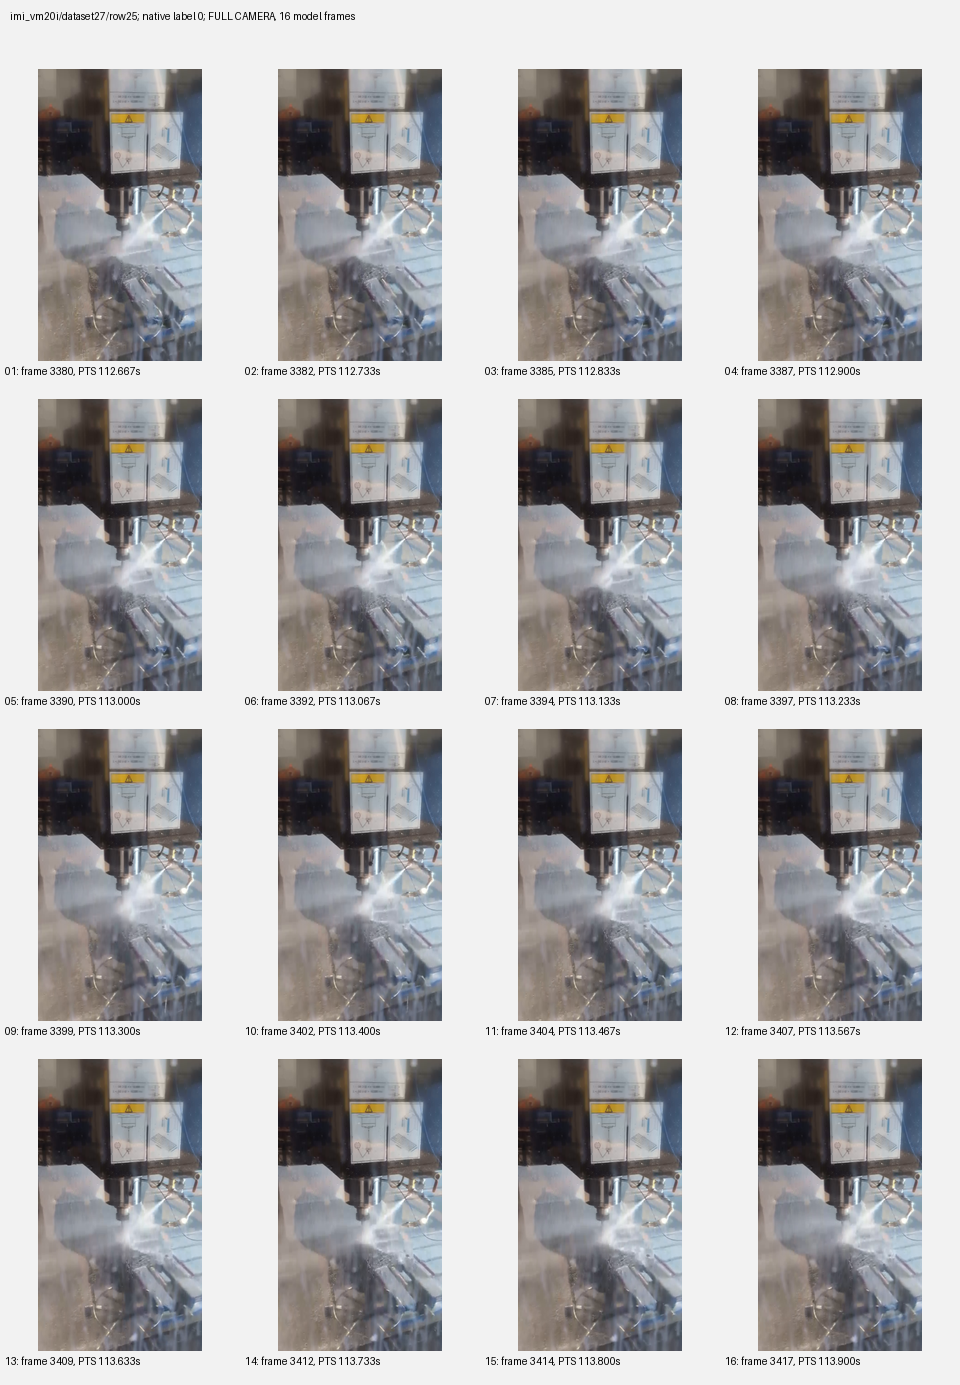 imi_vm20i/dataset27/row25; native label 0; FULL CAMERA, 16 model frames
01: frame 3380, PTS 112.667s
02: frame 3382, PTS 112.733s
03: frame 3385, PTS 112.833s
04: frame 3387, PTS 112.900s
05: frame 3390, PTS 113.000s
06: frame 3392, PTS 113.067s
07: frame 3394, PTS 113.133s
08: frame 3397, PTS 113.233s
09: frame 3399, PTS 113.300s
10: frame 3402, PTS 113.400s
11: frame 3404, PTS 113.467s
12: frame 3407, PTS 113.567s
13: frame 3409, PTS 113.633s
14: frame 3412, PTS 113.733s
15: frame 3414, PTS 113.800s
16: frame 3417, PTS 113.900s